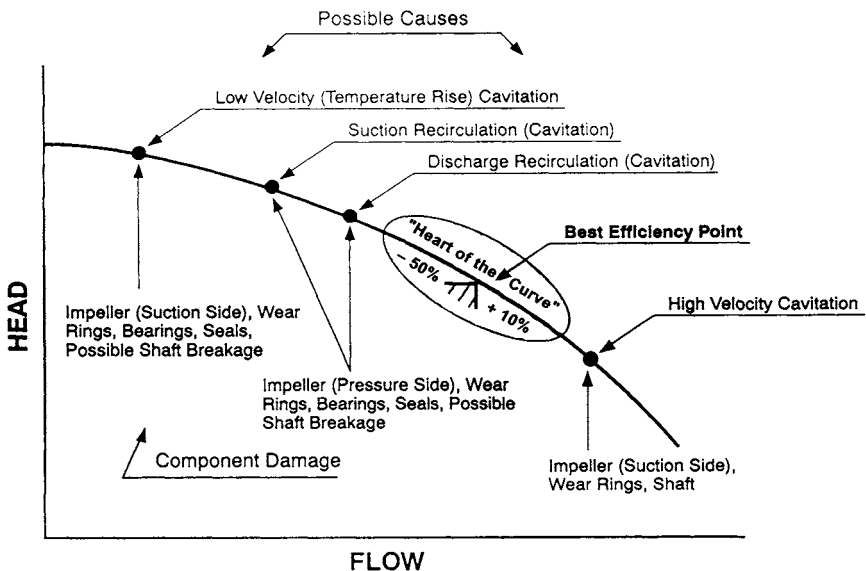 Possible Causes
Low Velocity (Temperature Rise) Cavitation
Suction Recirculation (Cavitation)
Discharge Recirculation (Cavitation)
"Heart of the Curve"
Best Efficiency Point
- 50%
+ 10%
High Velocity Cavitation
HEAD
Impeller (Suction Side), Wear
Rings, Bearings, Seals,
Possible Shaft Breakage
Impeller (Pressure Side), Wear
Rings, Bearings, Seals, Possible
Shaft Breakage
Component Damage
Impeller (Suction Side),
Wear Rings, Shaft
FLOW